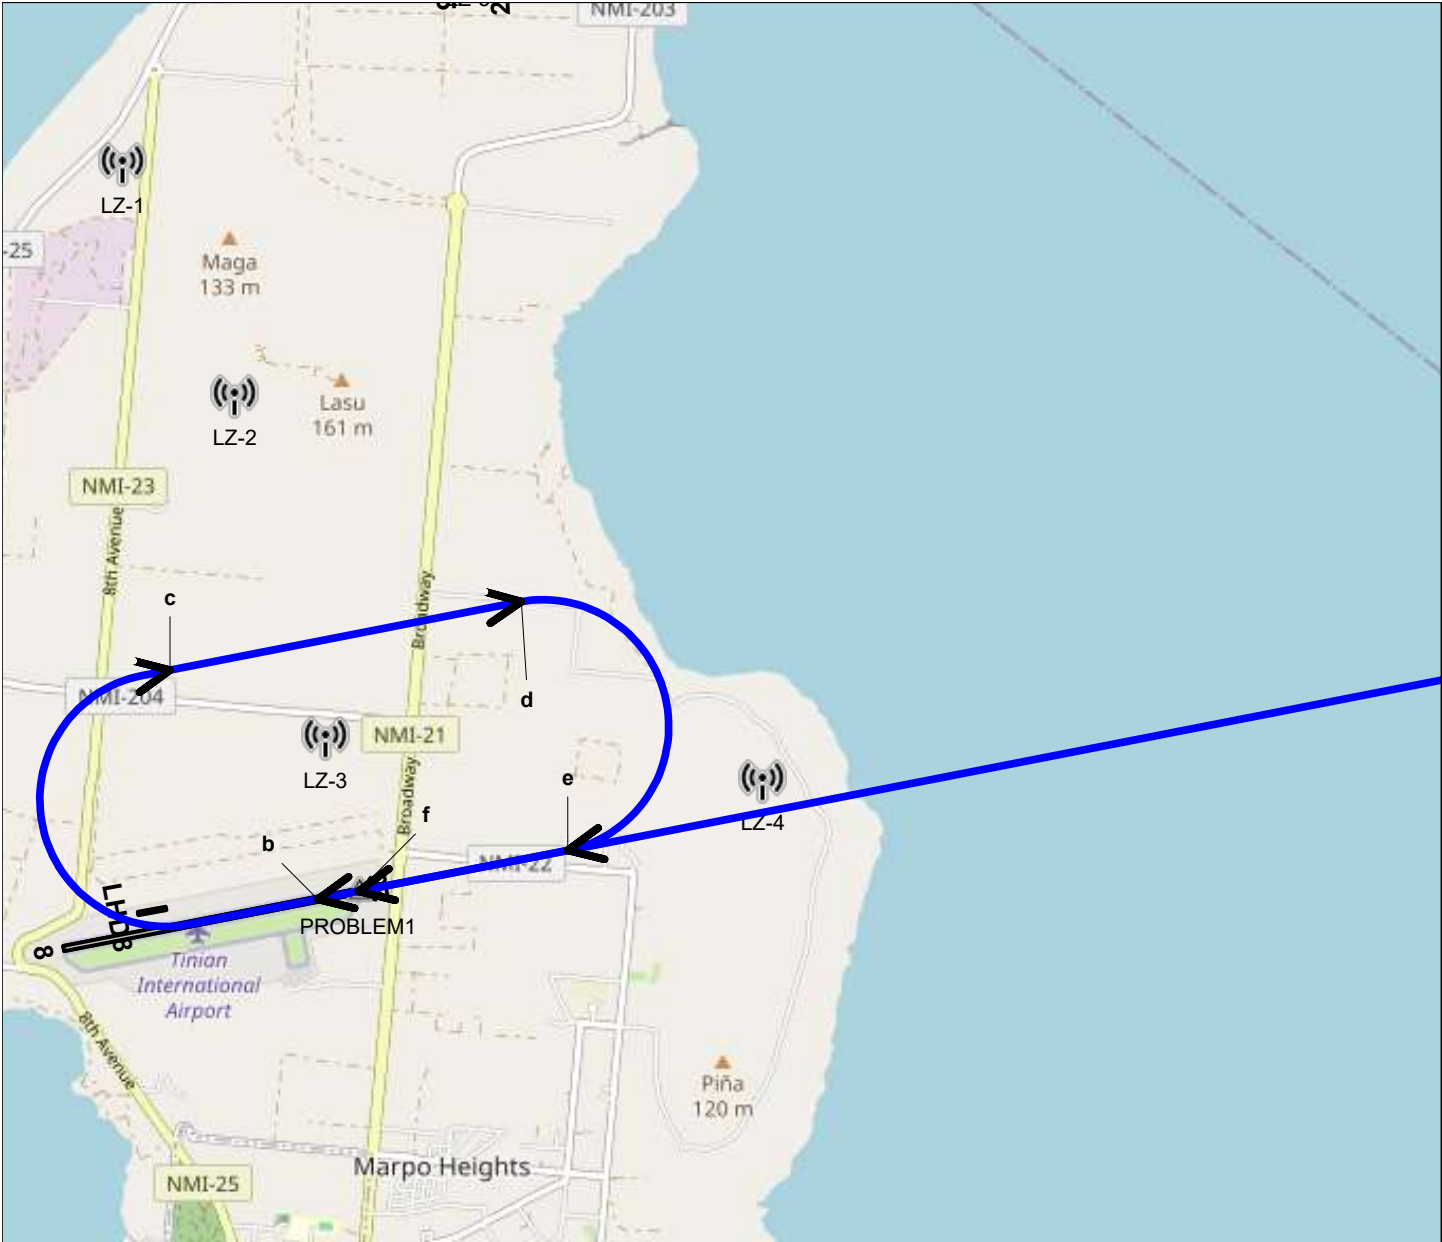 NMI-203
LZ-1
-25
Maga
133 m
Lasu
161 m
LZ-2
NMI-23
8th Avenue
Broadway
c
d
NMI-204
NMI-21
LZ-3
Broadway
e
LZ-4
f
b
NMI-22
LHD8
PROBLEM1
8
Tinian
International
Airport
8th Avenue
Piña
120 m
Marpo Heights
NMI-25